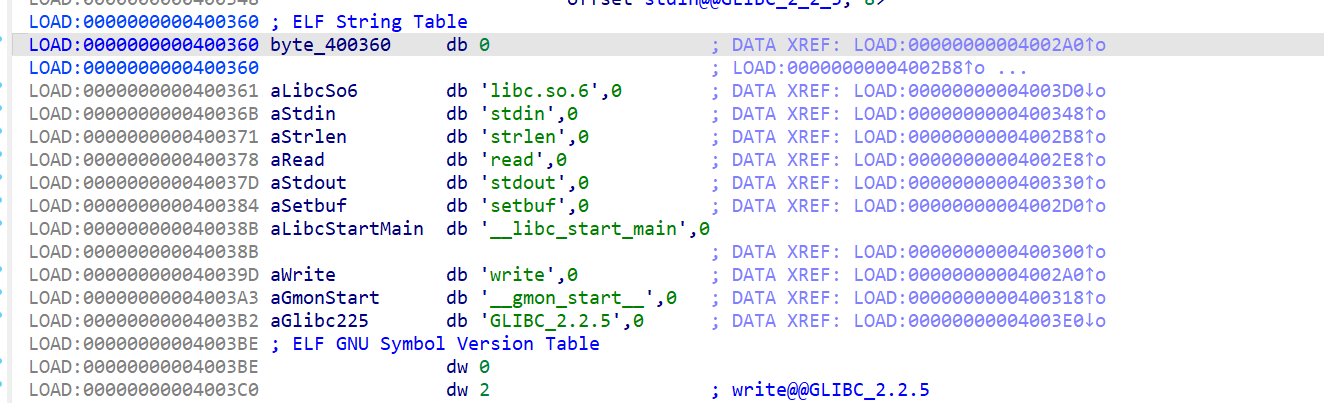 offset stdin@@GLIBC_2_2_5, 8>
LOAD:0000000000400360 ; ELF String Table
LOAD:0000000000400360 byte_400360 db 0 ; DATA XREF: LOAD:00000000004002A0↑o
LOAD:0000000000400360 ; LOAD:00000000004002B8↑o ...
LOAD:0000000000400361 aLibcSo6 db 'libc.so.6',0 ; DATA XREF: LOAD:00000000004003D0↓o
LOAD:000000000040036B aStdin db 'stdin',0 ; DATA XREF: LOAD:0000000000400348↑o
LOAD:0000000000400371 aStrlen db 'strlen',0 ; DATA XREF: LOAD:00000000004002B8↑o
LOAD:0000000000400378 aRead db 'read',0 ; DATA XREF: LOAD:00000000004002E8↑o
LOAD:000000000040037D aStdout db 'stdout',0 ; DATA XREF: LOAD:0000000000400330↑o
LOAD:0000000000400384 aSetbuf db 'setbuf',0 ; DATA XREF: LOAD:00000000004002D0↑o
LOAD:000000000040038B aLibcStartMain db '__libc_start_main',0
LOAD:000000000040038B ; DATA XREF: LOAD:0000000000400300↑o
LOAD:000000000040039D aWrite db 'write',0 ; DATA XREF: LOAD:00000000004002A0↑o
LOAD:00000000004003A3 aGmonStart db '__gmon_start__',0 ; DATA XREF: LOAD:0000000000400318↑o
LOAD:00000000004003B2 aGlibc225 db 'GLIBC_2.2.5',0 ; DATA XREF: LOAD:00000000004003E0↓o
LOAD:00000000004003BE ; ELF GNU Symbol Version Table
LOAD:00000000004003BE dw 0
LOAD:00000000004003C0 dw 2 ; write@@GLIBC_2.2.5